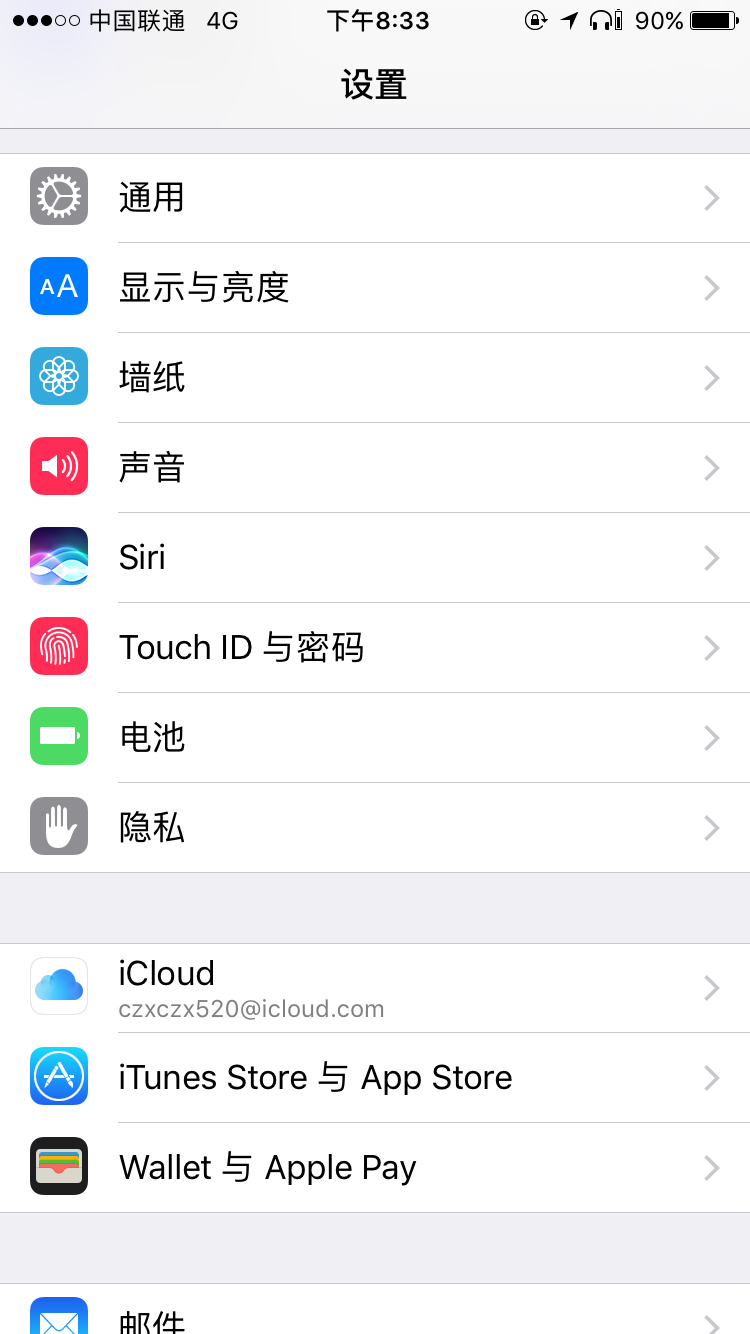 中国联通 4G 下午8:33 90%
设置
通用
AA 显示与亮度
墙纸
声音
Siri
Touch ID 与密码
电池
隐私
iCloud
czxczx520@icloud.com
iTunes Store 与 App Store
Wallet 与 Apple Pay
邮件